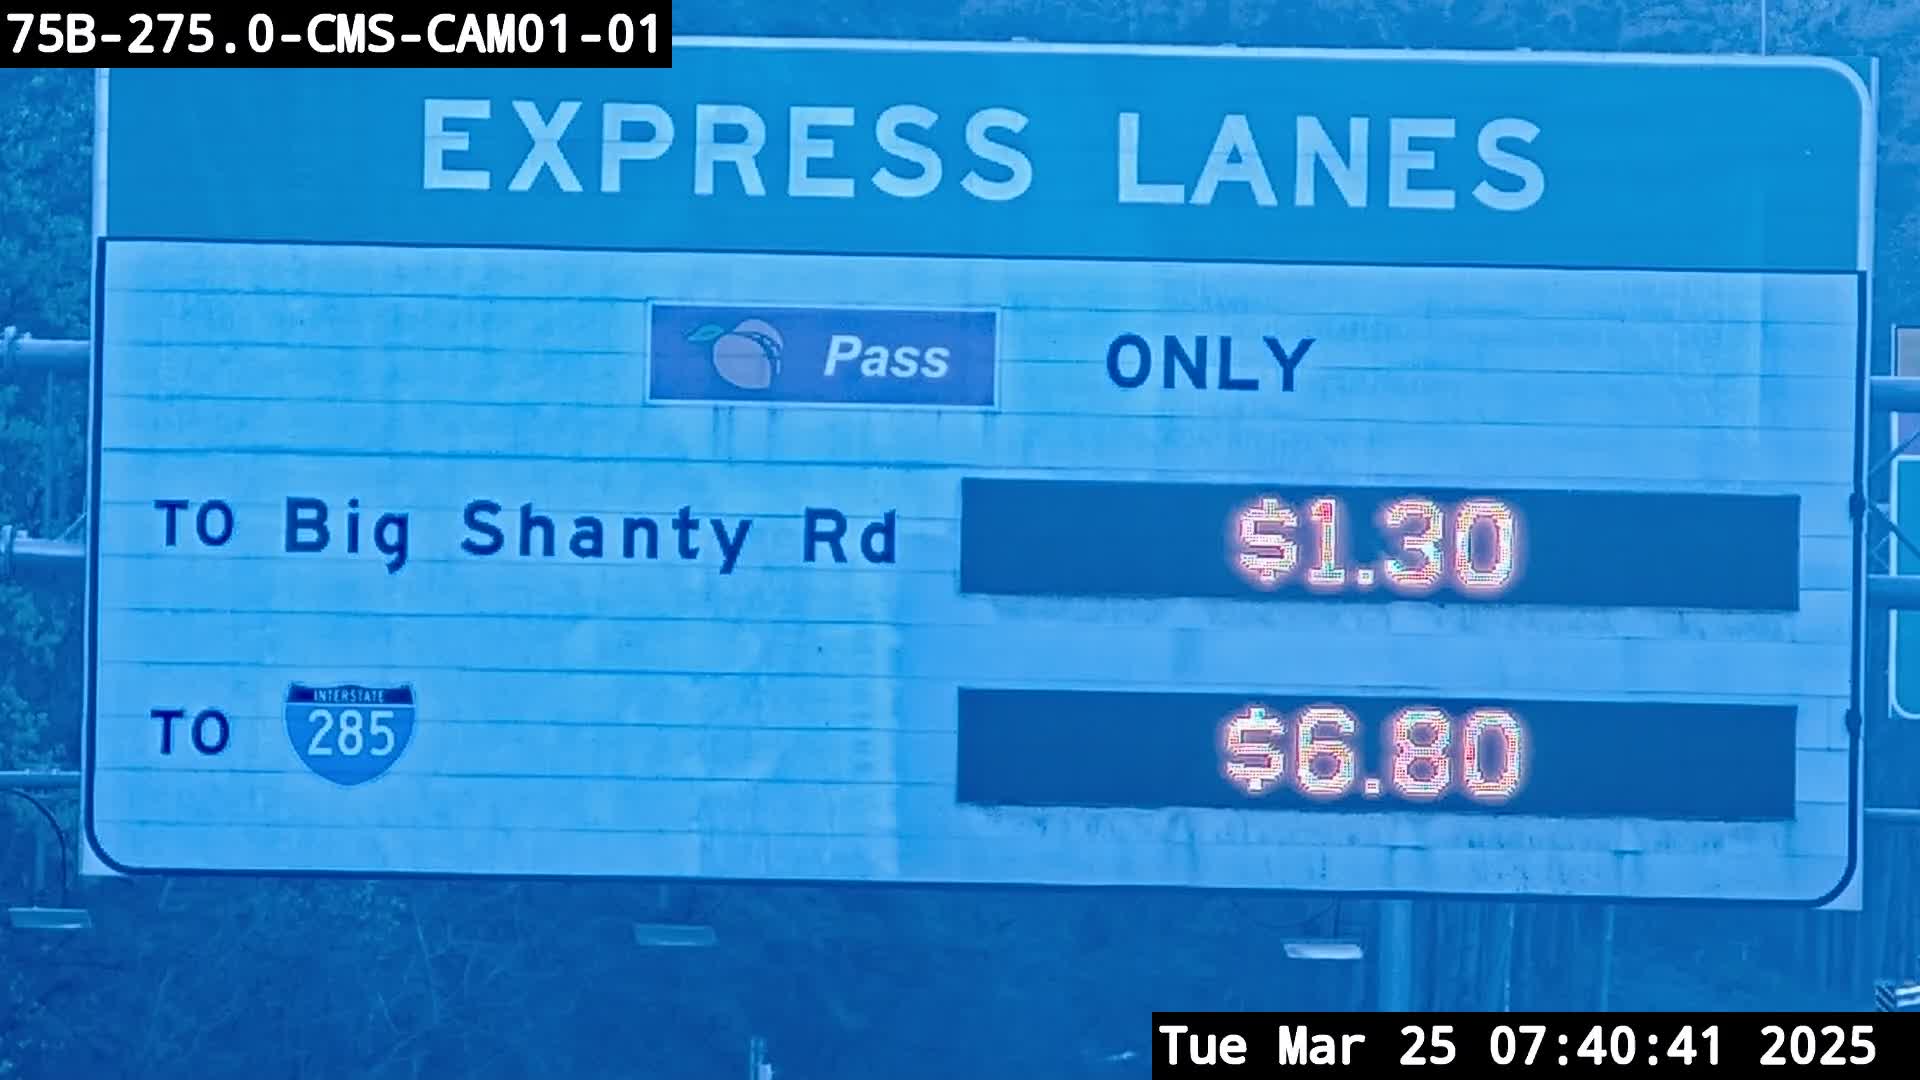 75B-275.0-CMS-CAM01-01
EXPRESS LANES
Pass ONLY
TO Big Shanty Rd $1.30
TO INTERSTATE 285 $6.80
Tue Mar 25 07:40:41 2025